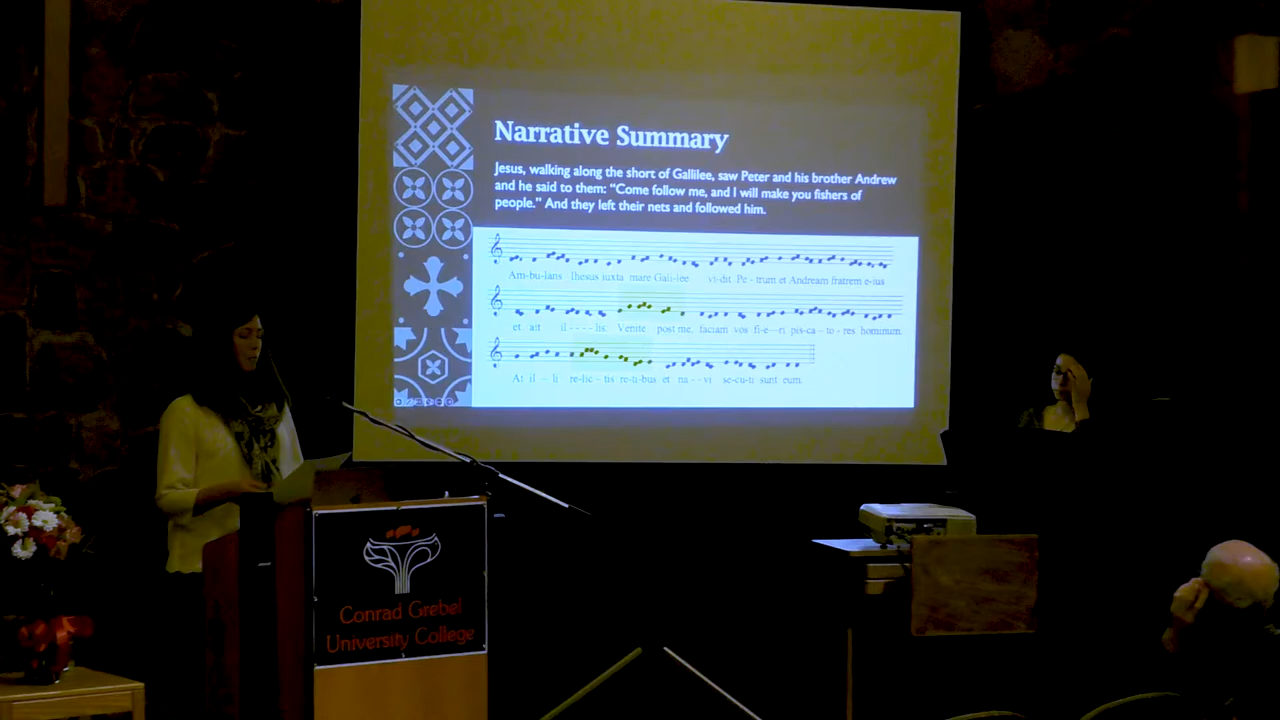 Narrative Summary
Jesus, walking along the short of Gallilee, saw Peter and his brother Andrew
and he said to them: “Come follow me, and I will make you fishers of
people.” And they left their nets and followed him.
Am-bu-lans Ihesus iuxta mare Gali-lee vi-dit Pe - trum et Andream fratrem e-ius
et ait il - - - - lis: Venite post me, faciam vos fi-e--ri pis-ca - to - res hominum.
At il -- li re-lic - tis re-ti-bus et na - - vi se-cu-ti sunt eum.
Conrad Grebel
University College